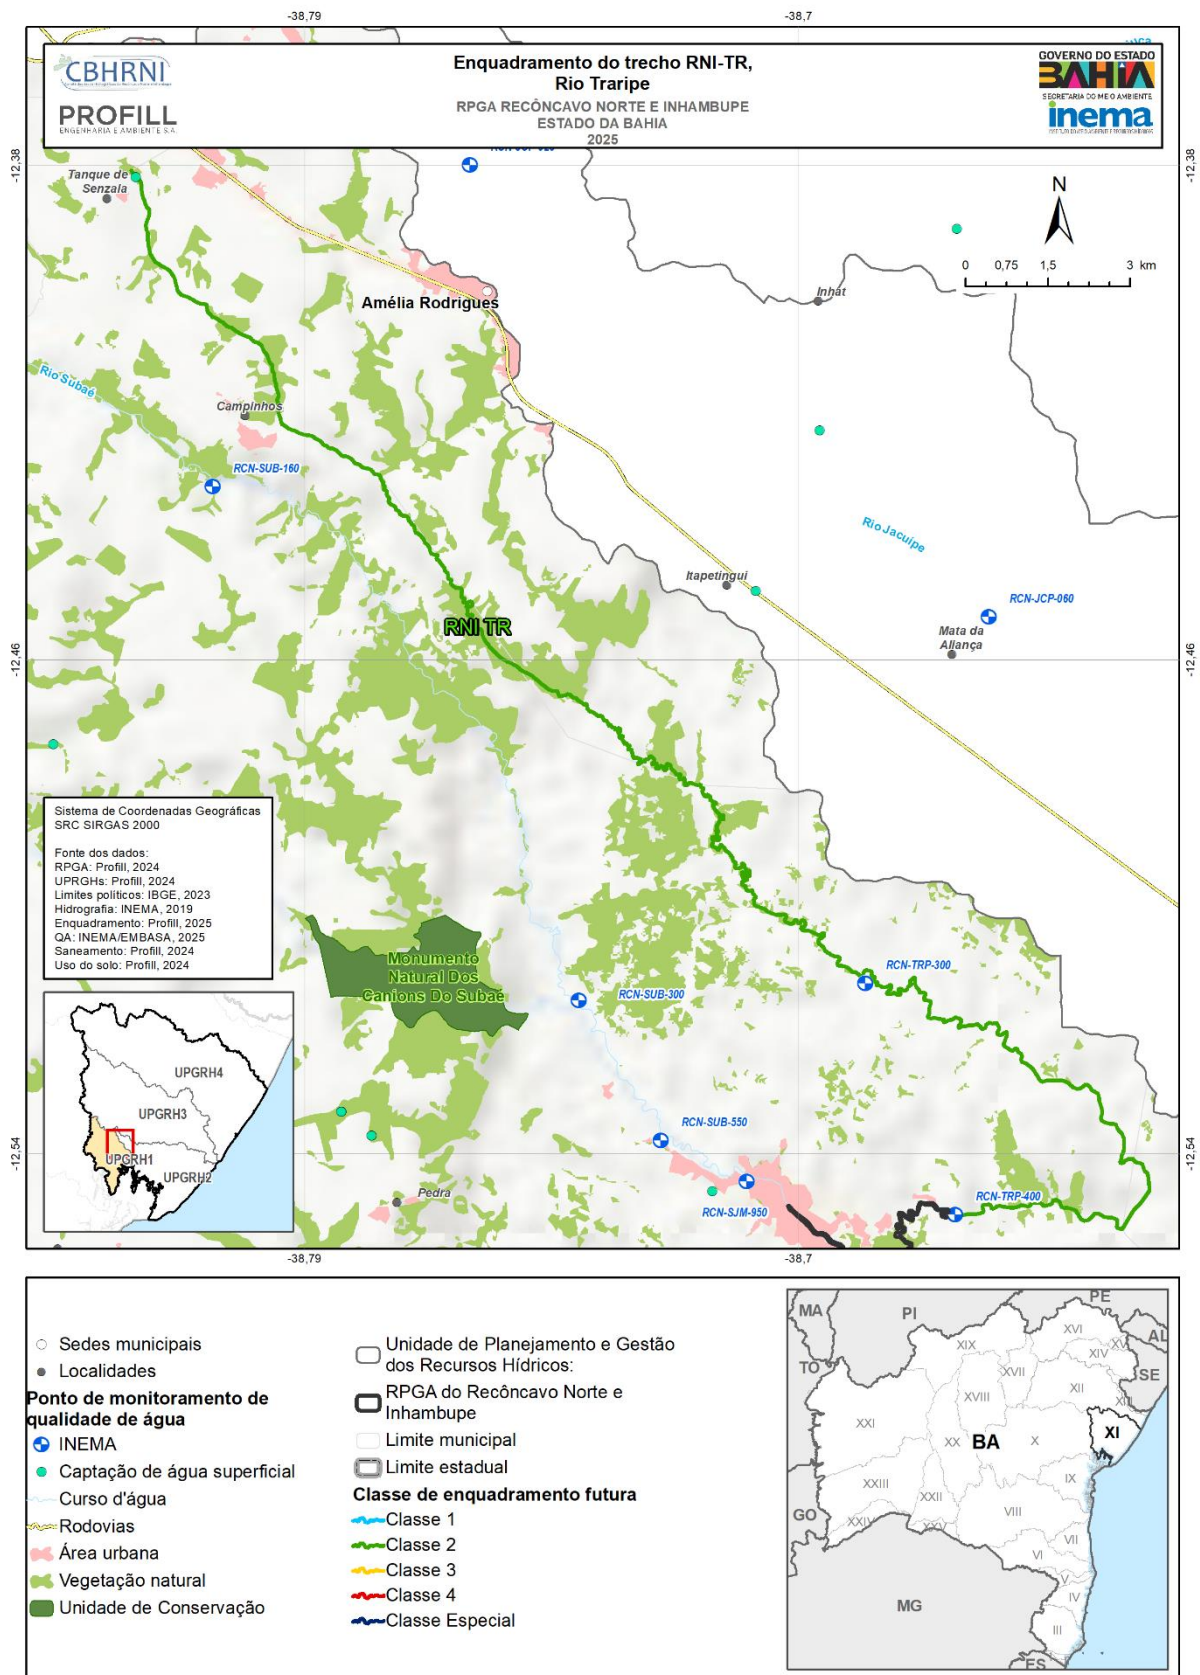 -38,79
-38,7
CBHRNI
PROFILL
ENGENHARIA E AMBIENTE S.A.
Enquadramento do trecho RNI-TR,
Rio Traripe
RPGA RECÔNCAVO NORTE E INHAMBUPE
ESTADO DA BAHIA
2025
GOVERNO DO ESTADO
BAHIA
SECRETARIA DO MEIO AMBIENTE
inema
-12,38
-12,38
Tanque de
Senzala
N
0 0,75 1,5 3 km
Inhat
Amélia Rodrigues
Rio Subaé
Campinhos
RCN-SUB-160
Rio Jacuípe
Itapetingui
RCN-JCP-060
Mata da
Aliança
RNI TR
-12,46
-12,46
Sistema de Coordenadas Geográficas
SRC SIRGAS 2000
Fonte dos dados:
RPGA: Profill, 2024
UPRGHs: Profill, 2024
Limites políticos: IBGE, 2023
Hidrografia: INEMA, 2019
Enquadramento: Profill, 2025
QA: INEMA/EMBASA, 2025
Saneamento: Profill, 2024
Uso do solo: Profill, 2024
Monumento
Natural Dos
Canions Do Subaé
RCN-TRP-300
RCN-SUB-300
UPGRH4
UPGRH3
UPGRH1
UPGRH2
RCN-SUB-550
-12,54
-12,54
Pedra
RCN-SJM-950
RCN-TRP-400
-38,79
-38,7
Sedes municipais
Localidades
Ponto de monitoramento de
qualidade de água
INEMA
Captação de água superficial
Curso d'água
Rodovias
Área urbana
Vegetação natural
Unidade de Conservação
Unidade de Planejamento e Gestão
dos Recursos Hídricos:
RPGA do Recôncavo Norte e
Inhambupe
Limite municipal
Limite estadual
Classe de enquadramento futura
Classe 1
Classe 2
Classe 3
Classe 4
Classe Especial
MA
PI
PE
AL
TO
SE
XVI
XIX
XIV
XV
XVII
XII
XVIII
XXI
XI
XX
BA
X
XXIII
IX
XXII
VIII
GO
XXIV
XXV
VII
VI
V
IV
MG
III
ES